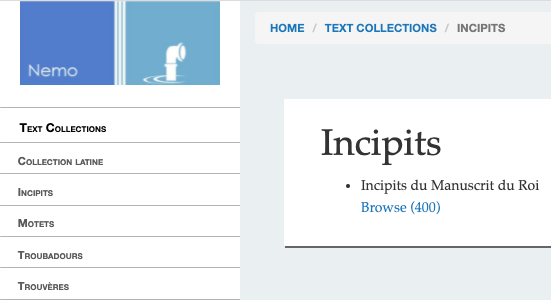 Nemo
TEXT COLLECTIONS
COLLECTION LATINE
INCIPITS
MOTETS
TROUBADOURS
TROUVÈRES
HOME / TEXT COLLECTIONS / INCIPITS
Incipits
• Incipits du Manuscrit du Roi
Browse (400)